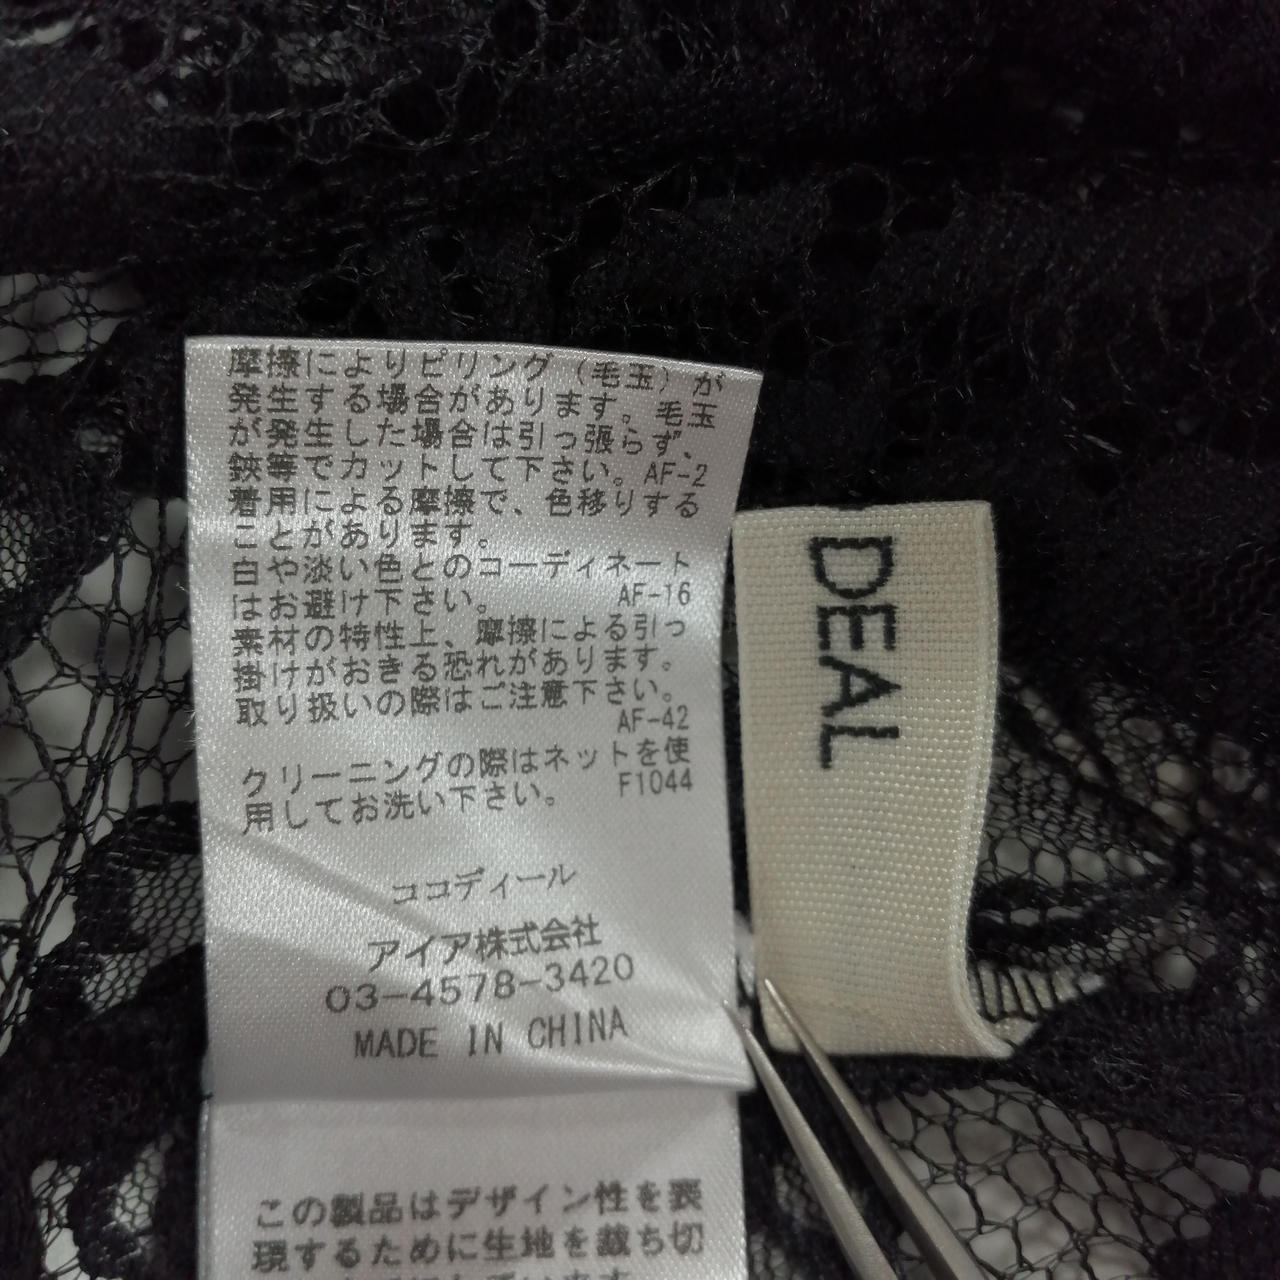 摩擦によりピリング（毛玉）が
発生する場合があります。毛玉
が発生した場合は引っ張らず、
鋏等でカットして下さい。AF-2
着用による摩擦で、色移りする
ことがあります。
白や淡い色とのコーディネート
はお避け下さい。 AF-16
素材の特性上、摩擦による引っ
掛けがおきる恐れがあります。
取り扱いの際はご注意下さい。
AF-42
クリーニングの際はネットを使
用してお洗い下さい。 F1044
ココディール
アイア株式会社
03-4578-3420
MADE IN CHINA
この製品はデザイン性を表
現するために生地を裁ち切
DEAL